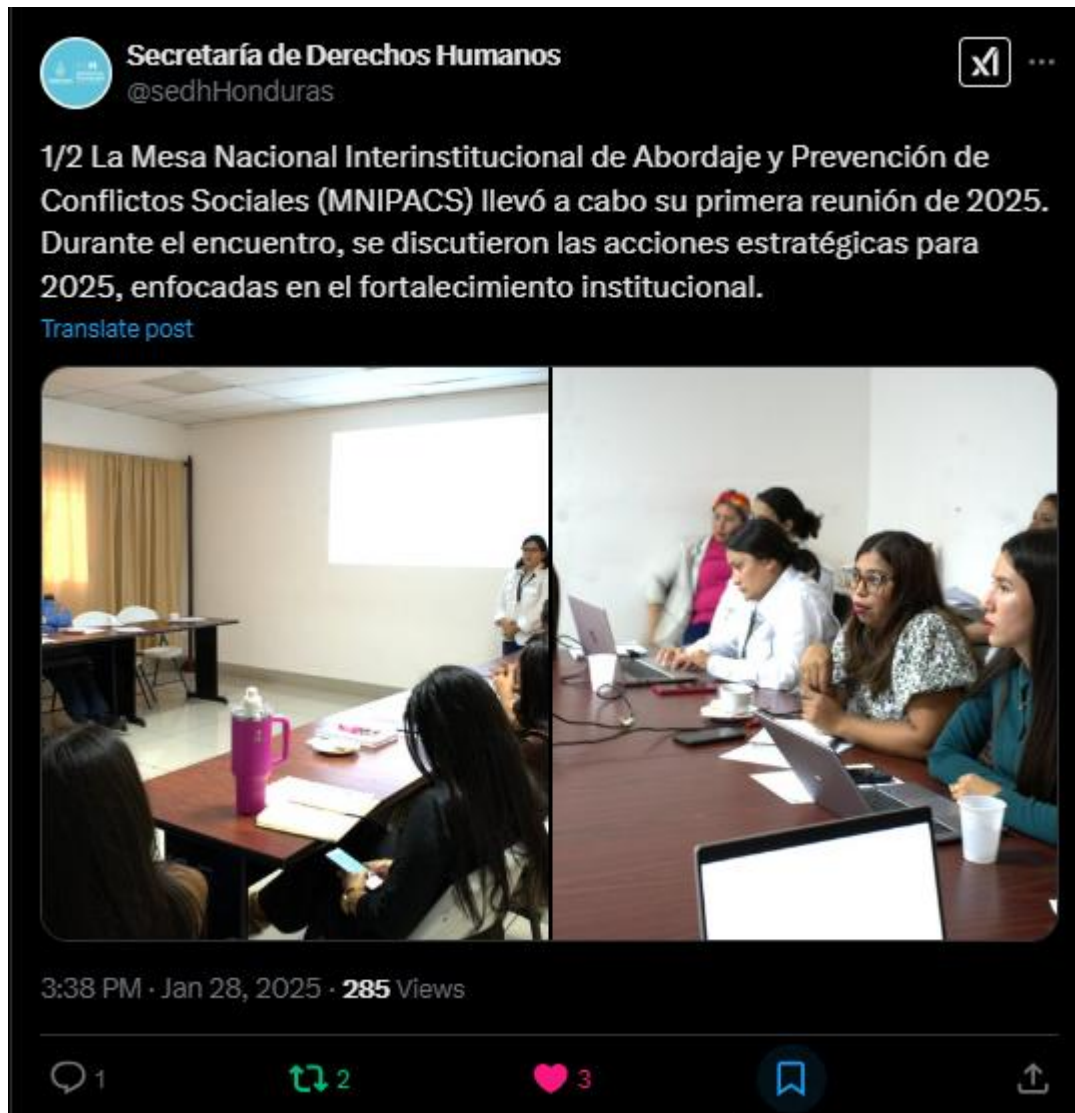 Secretaría de Derechos Humanos
@sedhHonduras
1/2 La Mesa Nacional Interinstitucional de Abordaje y Prevención de
Conflictos Sociales (MNIPACS) llevó a cabo su primera reunión de 2025.
Durante el encuentro, se discutieron las acciones estratégicas para
2025, enfocadas en el fortalecimiento institucional.
Translate post
3:38 PM · Jan 28, 2025 · 285 Views
1 2 3